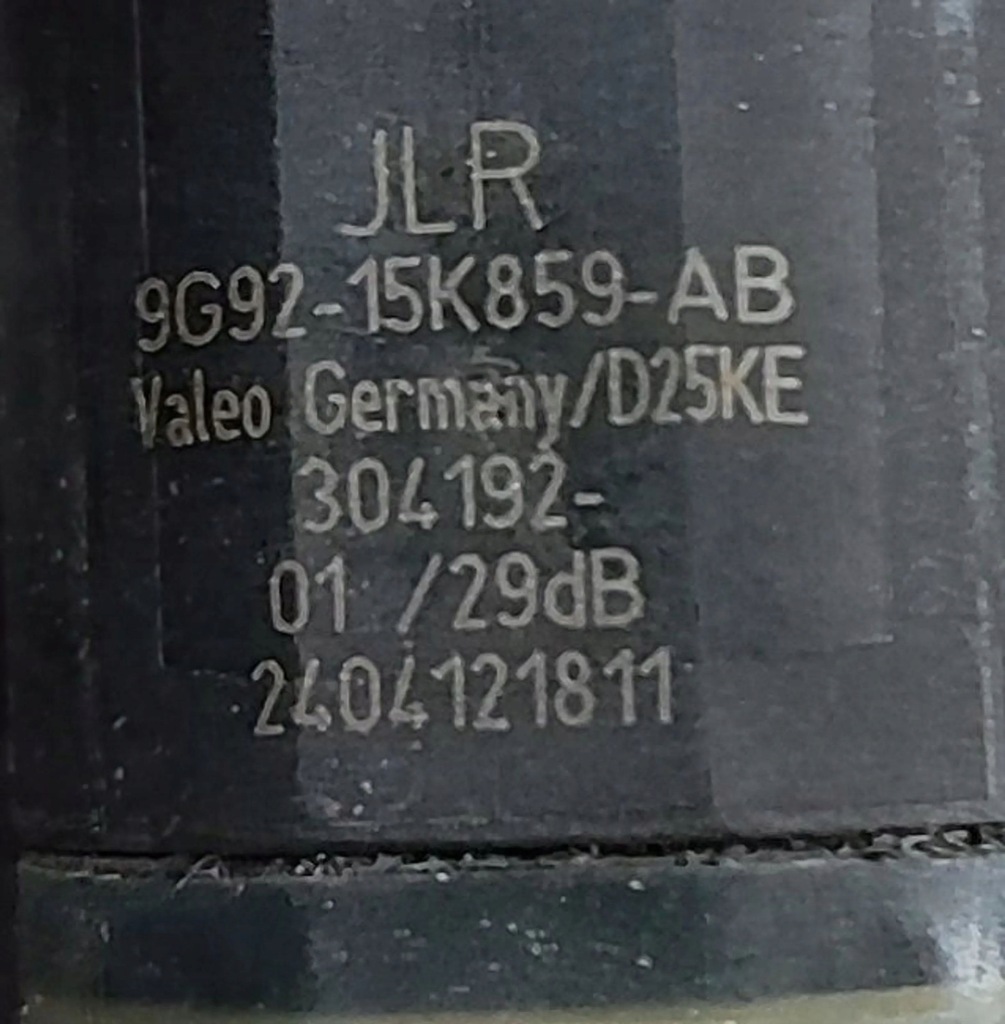 JLR
9G92-15K859-AB
Valeo Germany/D25KE
304192-
01 /29dB
2404121811